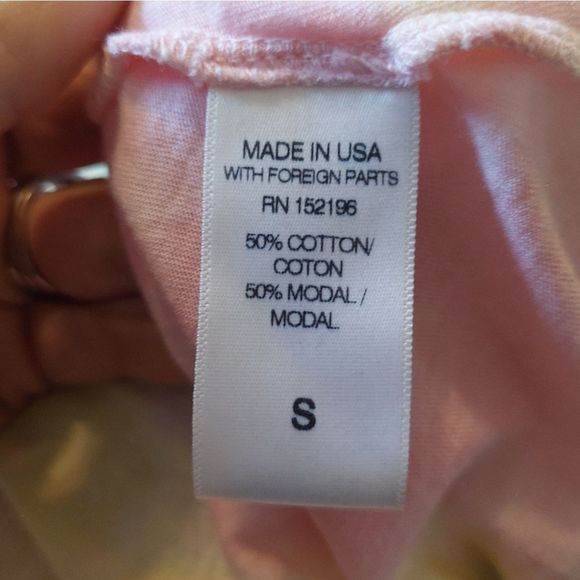 MADE IN USA
WITH FOREIGN PARTS
RN 152196
50% COTTON/
COTON
50% MODAL /
MODAL
S